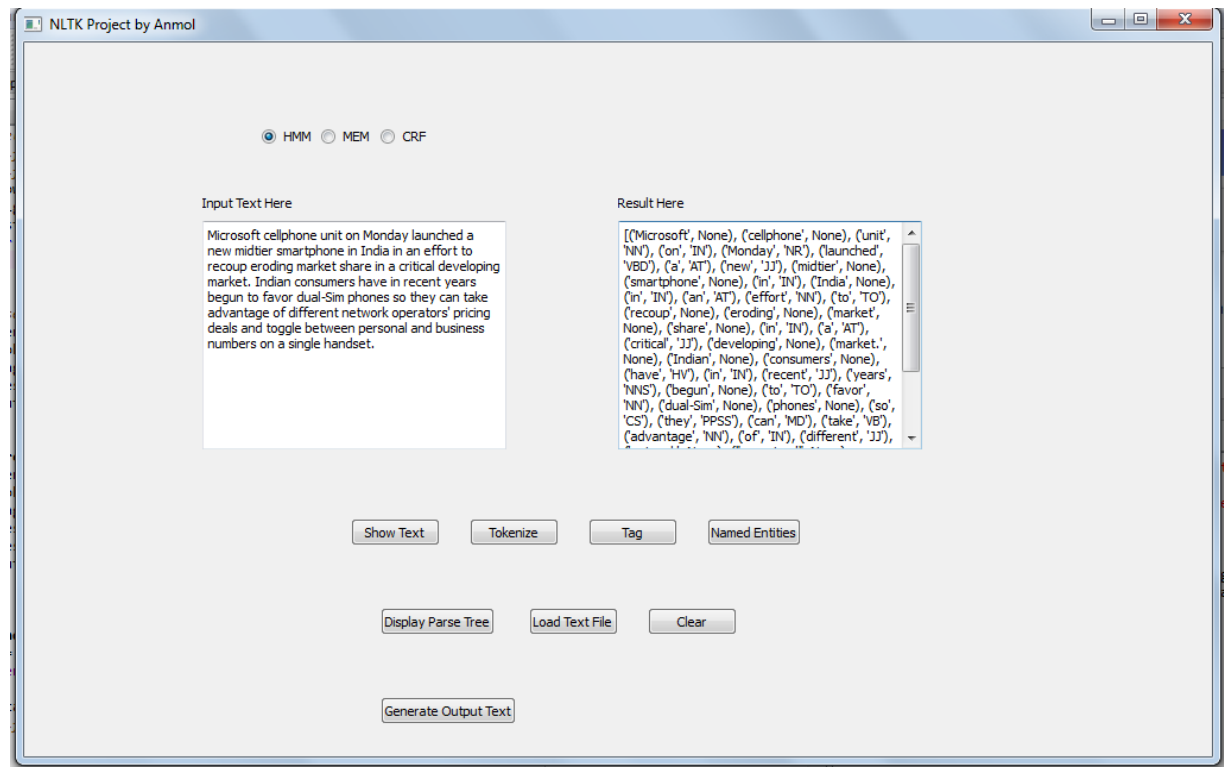 NLTK Project by Anmol
HMM MEM CRF
Input Text Here
Microsoft cellphone unit on Monday launched a
new midtier smartphone in India in an effort to
recoup eroding market share in a critical developing
market. Indian consumers have in recent years
begun to favor dual-Sim phones so they can take
advantage of different network operators' pricing
deals and toggle between personal and business
numbers on a single handset.
Result Here
[('Microsoft', None), ('cellphone', None), ('unit',
'NN'), ('on', 'IN'), ('Monday', 'NR'), ('launched',
'VBD'), ('a', 'AT'), ('new', 'JJ'), ('midtier', None),
('smartphone', None), ('in', 'IN'), ('India', None),
('in', 'IN'), ('an', 'AT'), ('effort', 'NN'), ('to', 'TO'),
('recoup', None), ('eroding', None), ('market',
None), ('share', None), ('in', 'IN'), ('a', 'AT'),
('critical', 'JJ'), ('developing', None), ('market.',
None), ('Indian', None), ('consumers', None),
('have', 'HV'), ('in', 'IN'), ('recent', 'JJ'), ('years',
'NNS'), ('begun', None), ('to', 'TO'), ('favor',
'NN'), ('dual-Sim', None), ('phones', None), ('so',
'CS'), ('they', 'PPSS'), ('can', 'MD'), ('take', 'VB'),
('advantage', 'NN'), ('of', 'IN'), ('different', 'JJ'),
Show Text Tokenize Tag Named Entities
Display Parse Tree Load Text File Clear
Generate Output Text